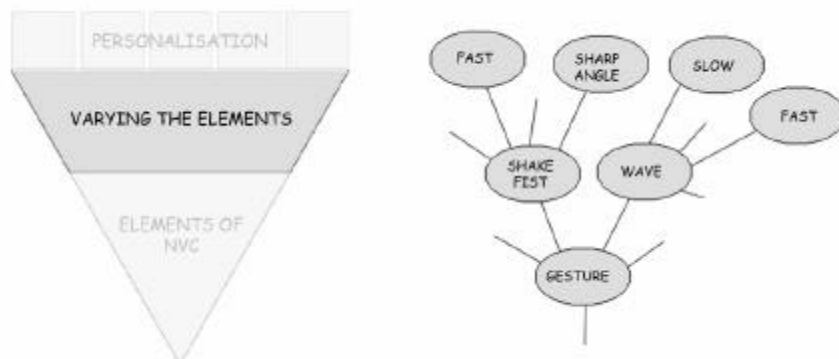 PERSONALISATION
VARYING THE ELEMENTS
ELEMENTS OF
NVC
FAST
SHARP
ANGLE
SLOW
FAST
SHAKE
FIST
WAVE
GESTURE